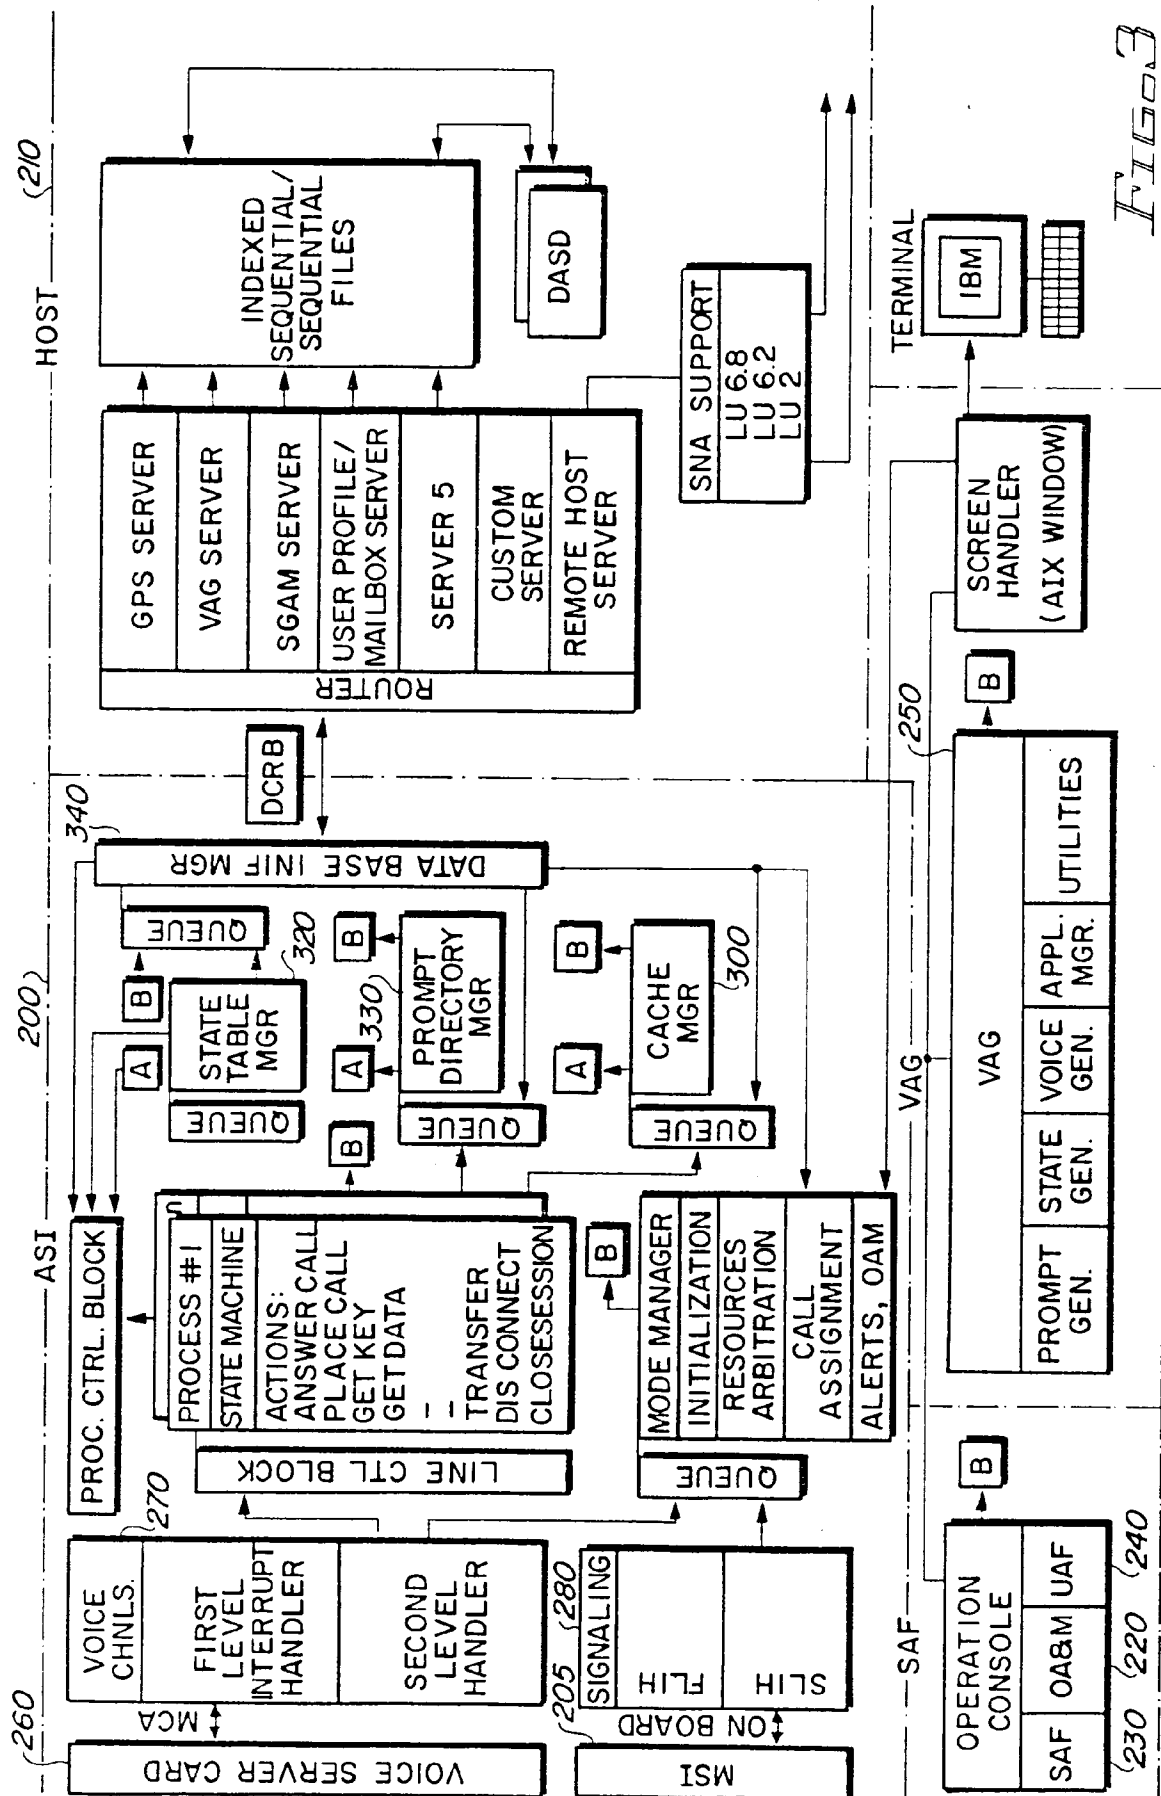 200
ASI
HOST
210
260
VOICE SERVER CARD
MCA
VOICE
CHNLS.
270
FIRST
LEVEL
INTERRUPT
HANDLER
SECOND
LEVEL
HANDLER
PROC. CTRL. BLOCK
LINE CTL BLOCK
PROCESS #1
STATE MACHINE
ACTIONS:
ANSWER CALL
PLACE CALL
GET KEY
GET DATA
–
–
TRANSFER
DIS CONNECT
CLOSESESSION
n
B
A
B
QUEUE
STATE
TABLE
MGR
320
QUEUE
340
DATA BASE INIF MGR
A
330
B
QUEUE
PROMPT
DIRECTORY
MGR
A
B
QUEUE
CACHE
MGR
300
DCRB
ROUTER
GPS SERVER
VAG SERVER
SGAM SERVER
USER PROFILE/
MAILBOX SERVER
SERVER 5
CUSTOM
SERVER
REMOTE HOST
SERVER
INDEXED
SEQUENTIAL/
SEQUENTIAL
FILES
DASD
SNA SUPPORT
LU 6.8
LU 6.2
LU 2
205
MSI
ON BOARD
280
SIGNALING
FLIH
SLIH
QUEUE
B
MODE MANAGER
INITIALIZATION
RESOURCES
ARBITRATION
CALL
ASSIGNMENT
ALERTS, OAM
SAF
OPERATION
CONSOLE
SAF
OA&M
UAF
230
220
240
B
VAG
VAG
250
PROMPT
GEN.
STATE
GEN.
VOICE
GEN.
APPL.
MGR.
UTILITIES
B
SCREEN
HANDLER
(AIX WINDOW)
TERMINAL
IBM
FIG. 3